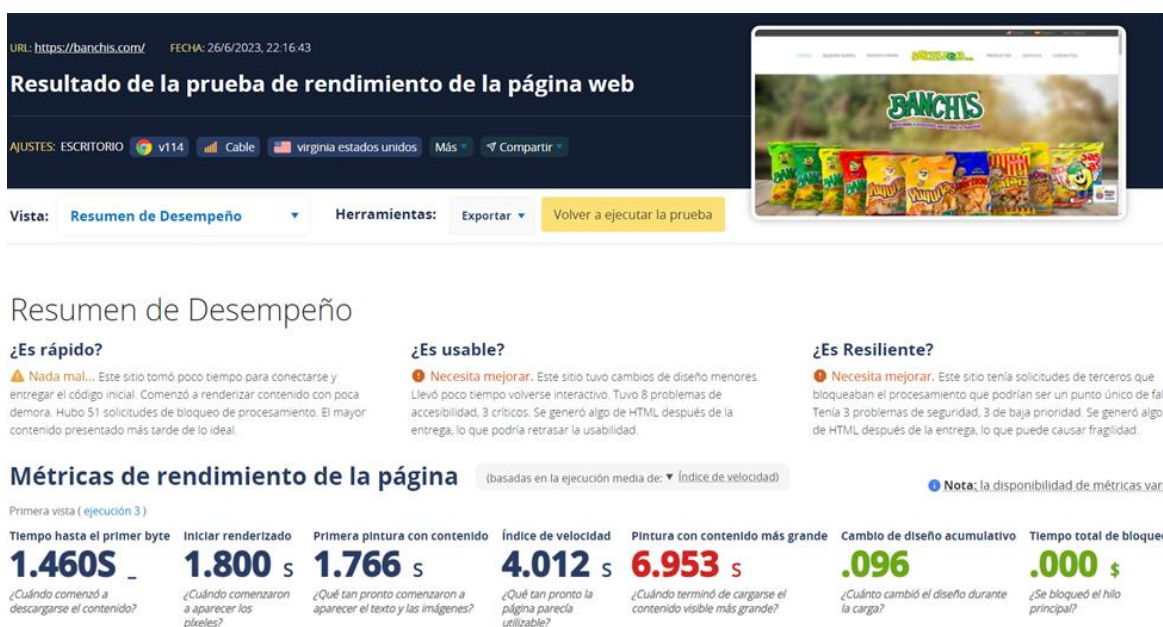 URL: https://banchis.com/ FECHA: 26/6/2023, 22:16:43
Resultado de la prueba de rendimiento de la página web
AJUSTES: ESCRITORIO v114 Cable virginia estados unidos Más Compartir
BANCHIS
Vista: Resumen de Desempeño Herramientas: Exportar Volver a ejecutar la prueba
Resumen de Desempeño
¿Es rápido?
Nada mal... Este sitio tomó poco tiempo para conectarse y
entregar el código inicial. Comenzó a renderizar contenido con poca
demora. Hubo 51 solicitudes de bloqueo de procesamiento. El mayor
contenido presentado más tarde de lo ideal.
¿Es usable?
Necesita mejorar. Este sitio tuvo cambios de diseño menores.
Llevó poco tiempo volverse interactivo. Tuvo 8 problemas de
accesibilidad, 3 críticos. Se generó algo de HTML después de la
entrega, lo que podría retrasar la usabilidad.
¿Es Resiliente?
Necesita mejorar. Este sitio tenía solicitudes de terceros que
bloqueaban el procesamiento que podrían ser un punto único de fal
Tenía 3 problemas de seguridad, 3 de baja prioridad. Se generó algo
de HTML después de la entrega, lo que puede causar fragilidad.
Métricas de rendimiento de la página (basadas en la ejecución media de: ▼ Índice de velocidad)
Nota: la disponibilidad de métricas vari
Primera vista ( ejecución 3 )
Tiempo hasta el primer byte
1.460S _
¿Cuándo comenzó a
descargarse el contenido?
Iniciar renderizado
1.800 s
¿Cuándo comenzaron
a aparecer los
píxeles?
Primera pintura con contenido
1.766 s
¿Qué tan pronto comenzaron a
aparecer el texto y las imágenes?
Índice de velocidad
4.012 s
¿Qué tan pronto la
página parecía
utilizable?
Pintura con contenido más grande
6.953 s
¿Cuándo terminó de cargarse el
contenido visible más grande?
Cambio de diseño acumulativo
.096
¿Cuánto cambió el diseño durante
la carga?
Tiempo total de bloqueo
.000 $
¿Se bloqueó el hilo
principal?